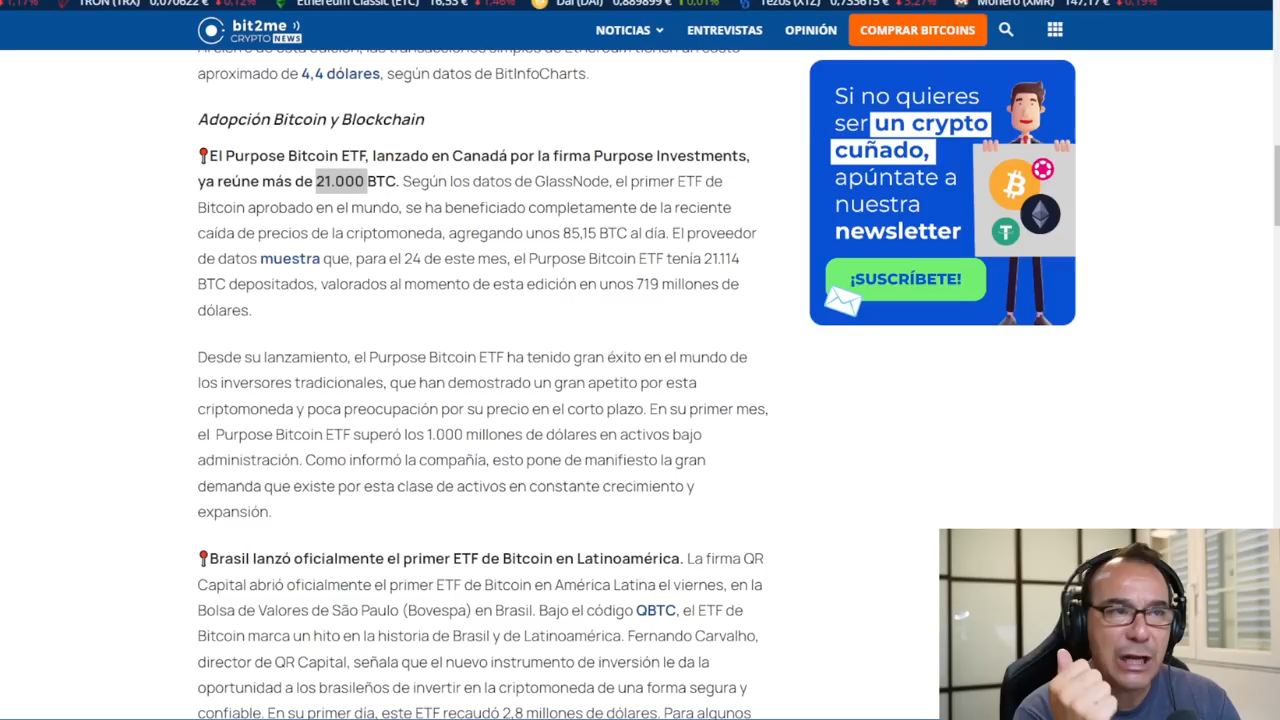 1,17% TRON (TRX) 0,070622 € 0,12% Ethereum Classic (ETC) 16,53 € 1,46% Dai (DAI) 0,889899 € 0,01% Tezos (XTZ) 0,733615 € 3,27% Monero (XMR) 147,17 € 0,19%
bit2me
CRYPTO NEWS
NOTICIAS ENTREVISTAS OPINIÓN COMPRAR BITCOINS
aproximado de 4,4 dólares, según datos de BitInfoCharts.
Adopción Bitcoin y Blockchain
El Purpose Bitcoin ETF, lanzado en Canadá por la firma Purpose Investments,
ya reúne más de 21.000 BTC. Según los datos de GlassNode, el primer ETF de
Bitcoin aprobado en el mundo, se ha beneficiado completamente de la reciente
caída de precios de la criptomoneda, agregando unos 85,15 BTC al día. El proveedor
de datos muestra que, para el 24 de este mes, el Purpose Bitcoin ETF tenía 21.114
BTC depositados, valorados al momento de esta edición en unos 719 millones de
dólares.
Desde su lanzamiento, el Purpose Bitcoin ETF ha tenido gran éxito en el mundo de
los inversores tradicionales, que han demostrado un gran apetito por esta
criptomoneda y poca preocupación por su precio en el corto plazo. En su primer mes,
el Purpose Bitcoin ETF superó los 1.000 millones de dólares en activos bajo
administración. Como informó la compañía, esto pone de manifiesto la gran
demanda que existe por esta clase de activos en constante crecimiento y
expansión.
Brasil lanzó oficialmente el primer ETF de Bitcoin en Latinoamérica. La firma QR
Capital abrió oficialmente el primer ETF de Bitcoin en América Latina el viernes, en la
Bolsa de Valores de São Paulo (Bovespa) en Brasil. Bajo el código QBTC, el ETF de
Bitcoin marca un hito en la historia de Brasil y de Latinoamérica. Fernando Carvalho,
director de QR Capital, señala que el nuevo instrumento de inversión le da la
oportunidad a los brasileños de invertir en la criptomoneda de una forma segura y
confiable. En su primer día, este ETF recaudó 2,8 millones de dólares. Para algunos
Si no quieres
ser un crypto
cuñado,
apúntate a
nuestra
newsletter
¡SUSCRÍBETE!